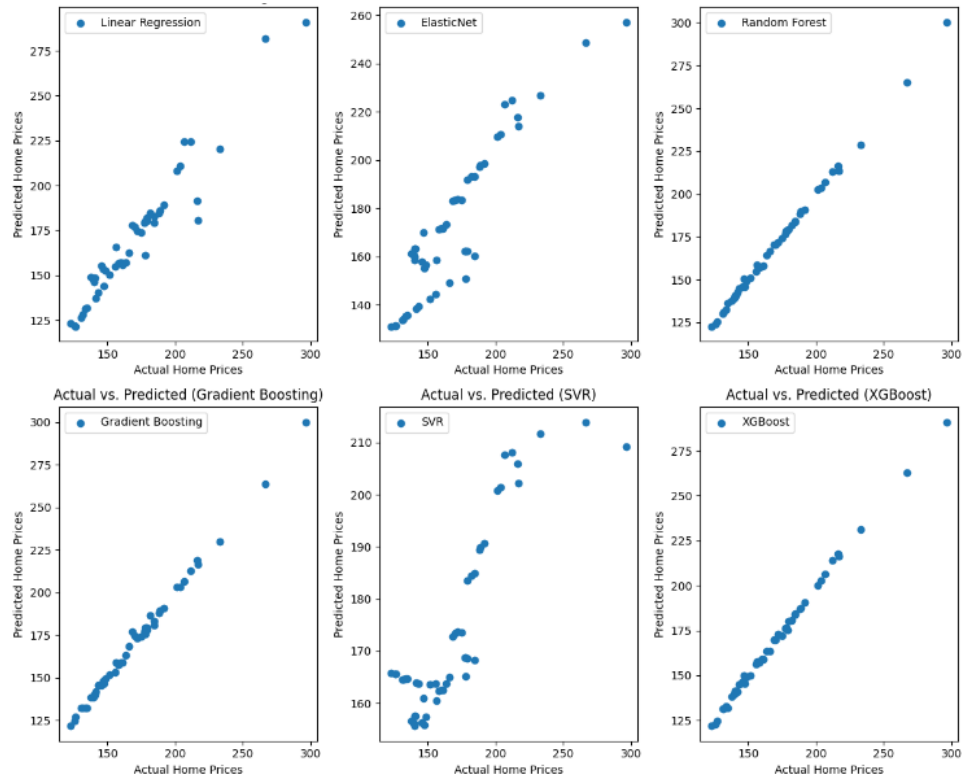 Linear Regression
Predicted Home Prices
275
250
225
200
175
150
125
150 200 250 300
Actual Home Prices
ElasticNet
Predicted Home Prices
260
240
220
200
180
160
140
150 200 250 300
Actual Home Prices
Random Forest
Predicted Home Prices
300
275
250
225
200
175
150
125
150 200 250 300
Actual Home Prices
Actual vs. Predicted (Gradient Boosting)
Gradient Boosting
Predicted Home Prices
300
275
250
225
200
175
150
125
150 200 250 300
Actual Home Prices
Actual vs. Predicted (SVR)
SVR
Predicted Home Prices
210
200
190
180
170
160
150 200 250 300
Actual Home Prices
Actual vs. Predicted (XGBoost)
XGBoost
Predicted Home Prices
275
250
225
200
175
150
125
150 200 250 300
Actual Home Prices